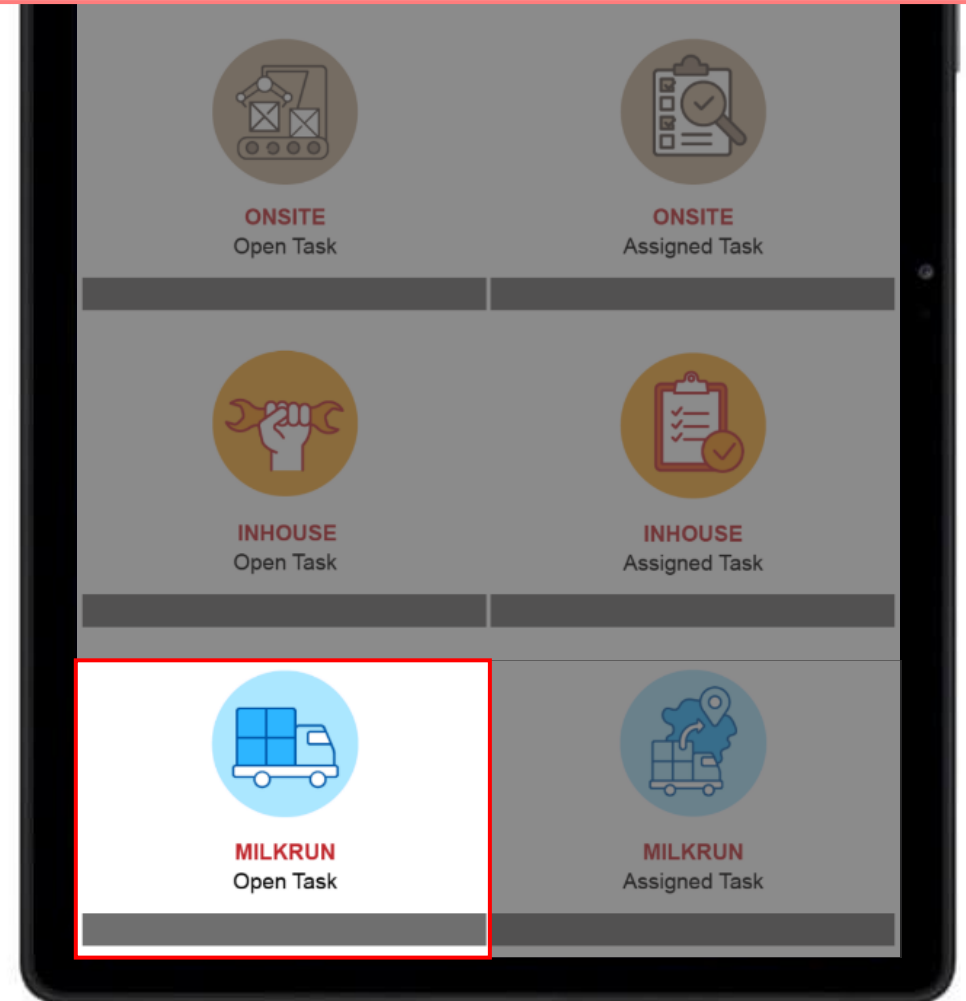 ONSITE
Open Task
ONSITE
Assigned Task
INHOUSE
Open Task
INHOUSE
Assigned Task
MILKRUN
Open Task
MILKRUN
Assigned Task